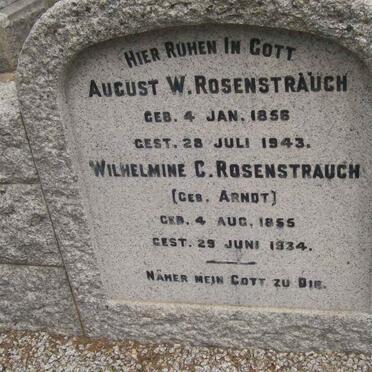 HIER RUHEN IN GOTT
AUGUST W. ROSENSTRAUCH
GEB. 4 JAN. 1856
GEST. 28 JULI 1943.
WILHELMINE C. ROSENSTRAUCH
(GEB. ARNDT)
GEB. 4 AUG. 1855
GEST. 29 JUNI 1934.
NÄHER MEIN GOTT ZU DIR.